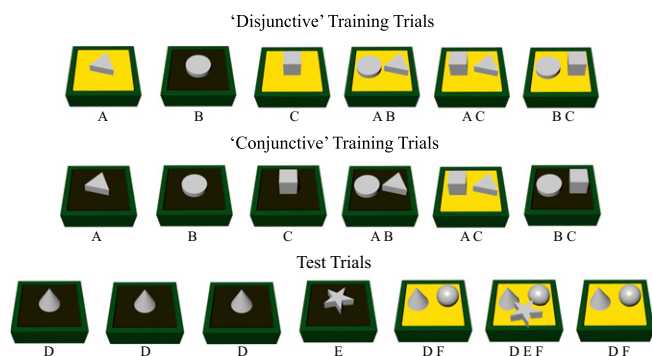 ‘Disjunctive’ Training Trials
A B C A B A C B C
‘Conjunctive’ Training Trials
A B C A B A C B C
Test Trials
D D D E D F D E F D F